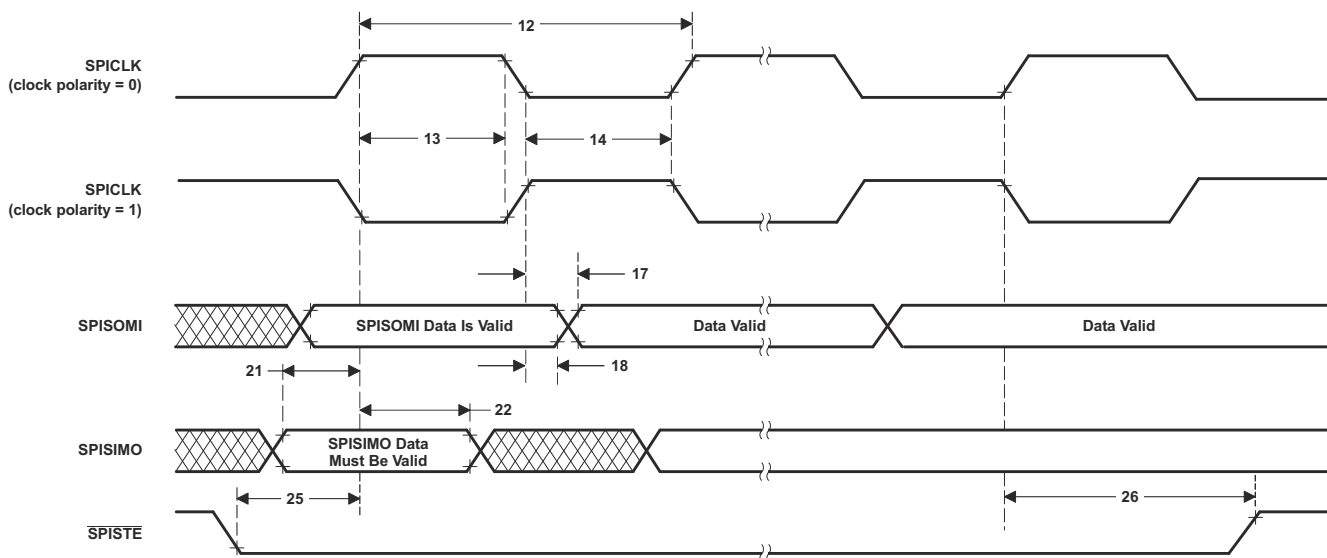 12
SPICLK
(clock polarity = 0)
13
14
SPICLK
(clock polarity = 1)
17
SPISOMI
SPISOMI Data Is Valid
Data Valid
Data Valid
21
18
22
SPISIMO
SPISIMO Data
Must Be Valid
25
26
SPISTE